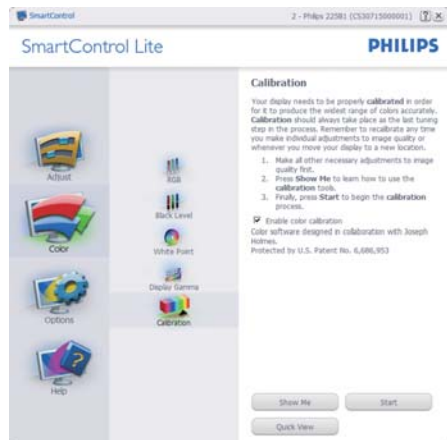 SmartControl
2 - Philips 225B1 (CS30715000001)
SmartControl Lite
PHILIPS
Adjust
Color
Options
Help
RGB
Black Level
White Point
Display Gamma
Calibration
Calibration
Your display needs to be properly calibrated in order
for it to produce the widest range of colors accurately.
Calibration should always take place as the last tuning
step in the process. Remember to recalibrate any time
you make individual adjustments to image quality or
whenever you move your display to a new location.
1. Make all other necessary adjustments to image
quality first.
2. Press Show Me to learn how to use the
calibration tools.
3. Finally, press Start to begin the calibration
process.
Enable color calibration
Color software designed in collaboration with Joseph
Holmes.
Protected by U.S. Patent No. 6,686,953
Show Me
Start
Quick View